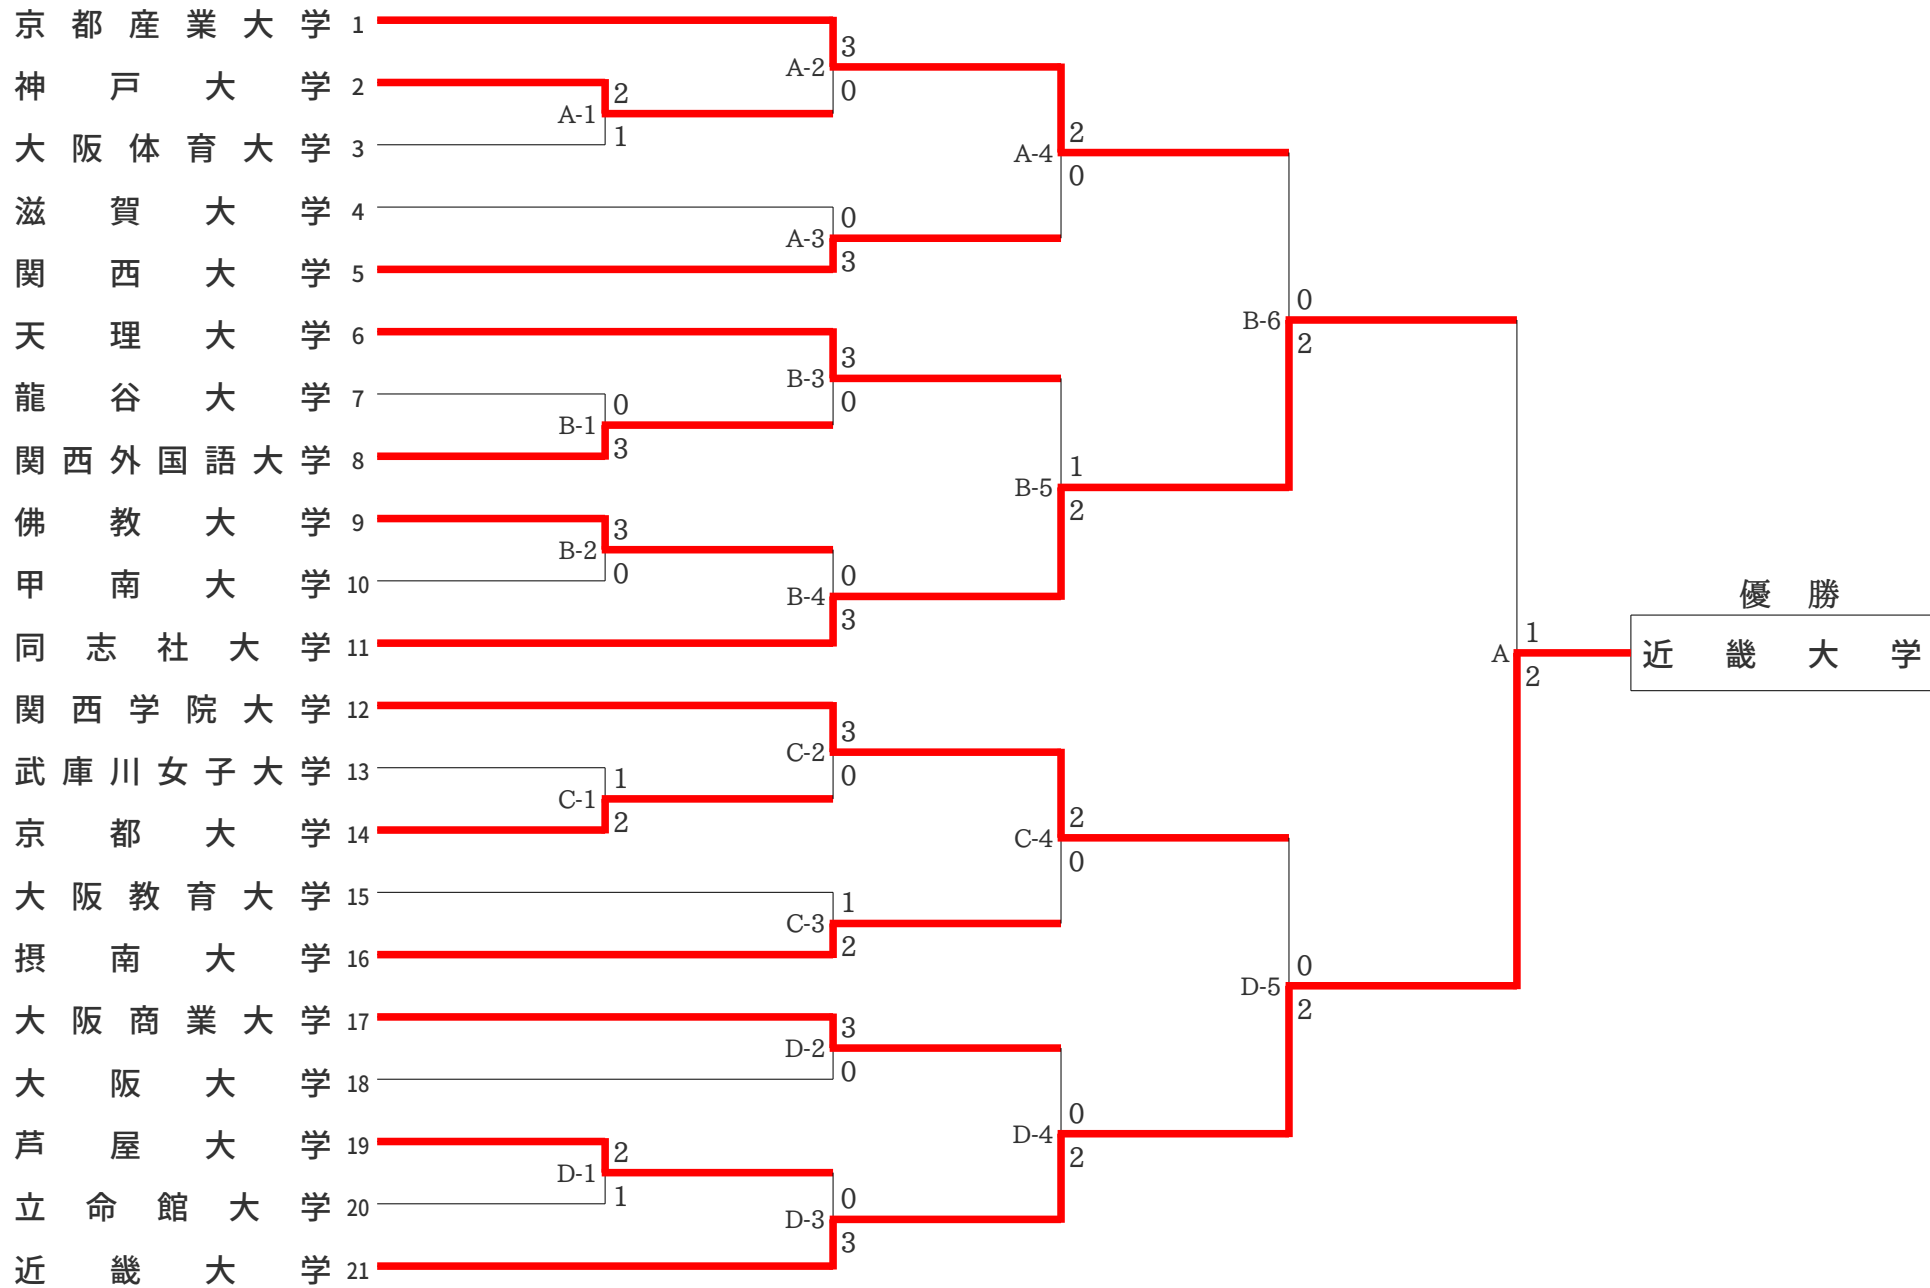 京都産業大学 1
3
A-2
神戸大学 2
2
0
A-1
大阪体育大学 3
1
2
A-4
0
滋賀大学 4
0
A-3
関西大学 5
3
0
B-6
天理大学 6
2
3
B-3
龍谷大学 7
0
0
B-1
関西外国語大学 8
3
1
B-5
佛教大学 9
3
2
B-2
甲南大学 10
0
0
B-4
優勝
3
同志社大学 11
1
A
近畿大学
2
関西学院大学 12
3
C-2
武庫川女子大学 13
1
0
C-1
京都大学 14
2
2
C-4
0
大阪教育大学 15
1
C-3
摂南大学 16
2
0
D-5
大阪商業大学 17
3
2
D-2
大阪大学 18
0
0
D-4
芦屋大学 19
2
2
D-1
立命館大学 20
1
0
D-3
3
近畿大学 21